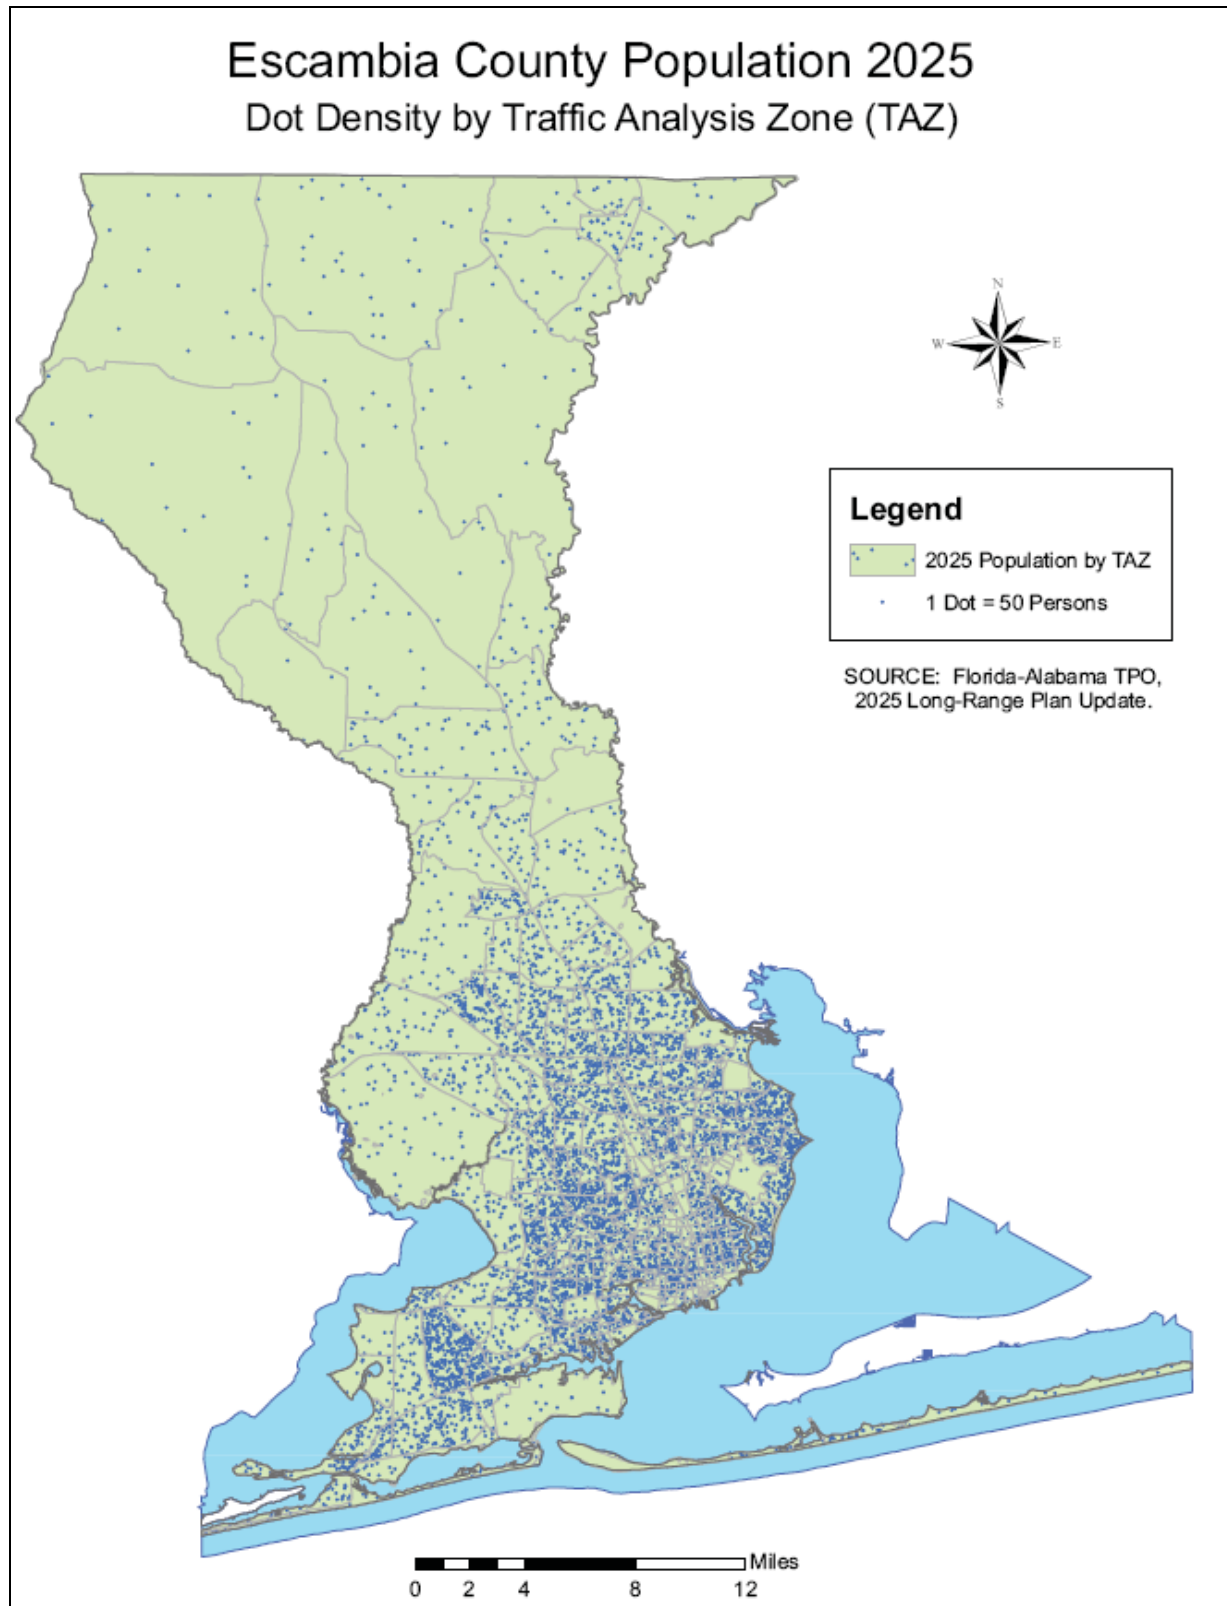 Escambia County Population 2025
Dot Density by Traffic Analysis Zone (TAZ)
N
W
E
S
Legend
2025 Population by TAZ
1 Dot = 50 Persons
SOURCE: Florida-Alabama TPO,
2025 Long-Range Plan Update.
Miles
0 2 4 8 12